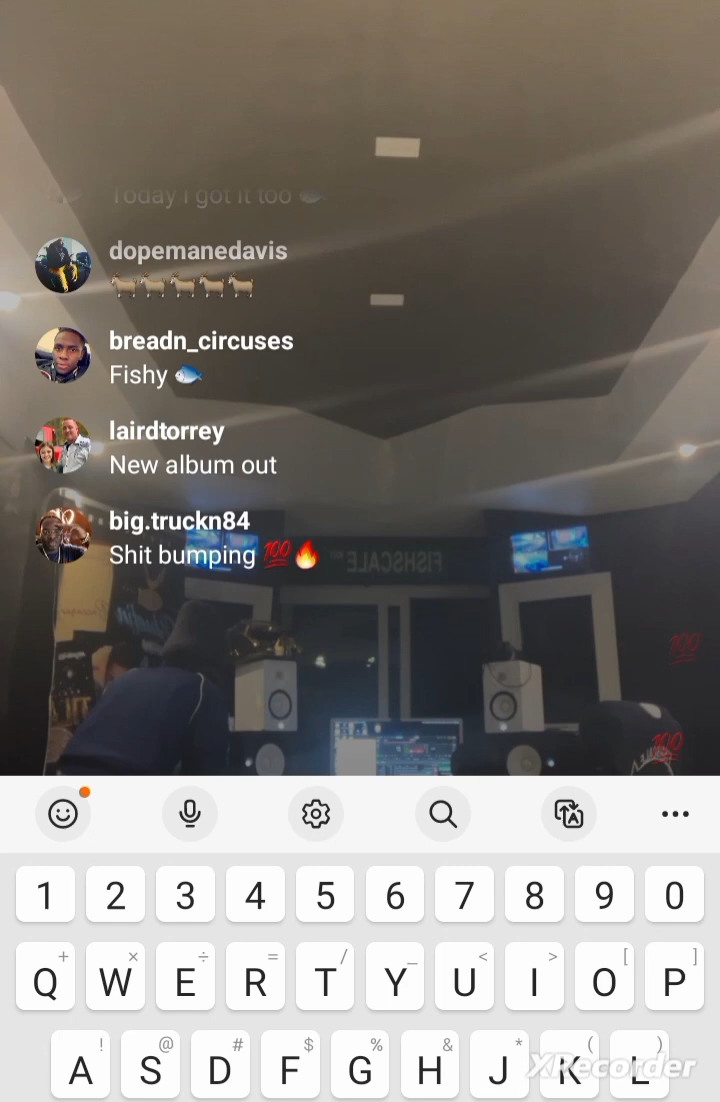 Today I got it too 🐟
dopemanedavis
🐐🐐🐐🐐🐐
breadn_circuses
Fishy 🐟
lairdtorrey
New album out
big.truckn84
Shit bumping 💯🔥
FISHSCALE
💯
💯
1 2 3 4 5 6 7 8 9 0
+ × ÷ = / _ < > [ ]
Q W E R T Y U I O P
! @ # $ % & * ( )
A S D F G H J K L
XRecorder